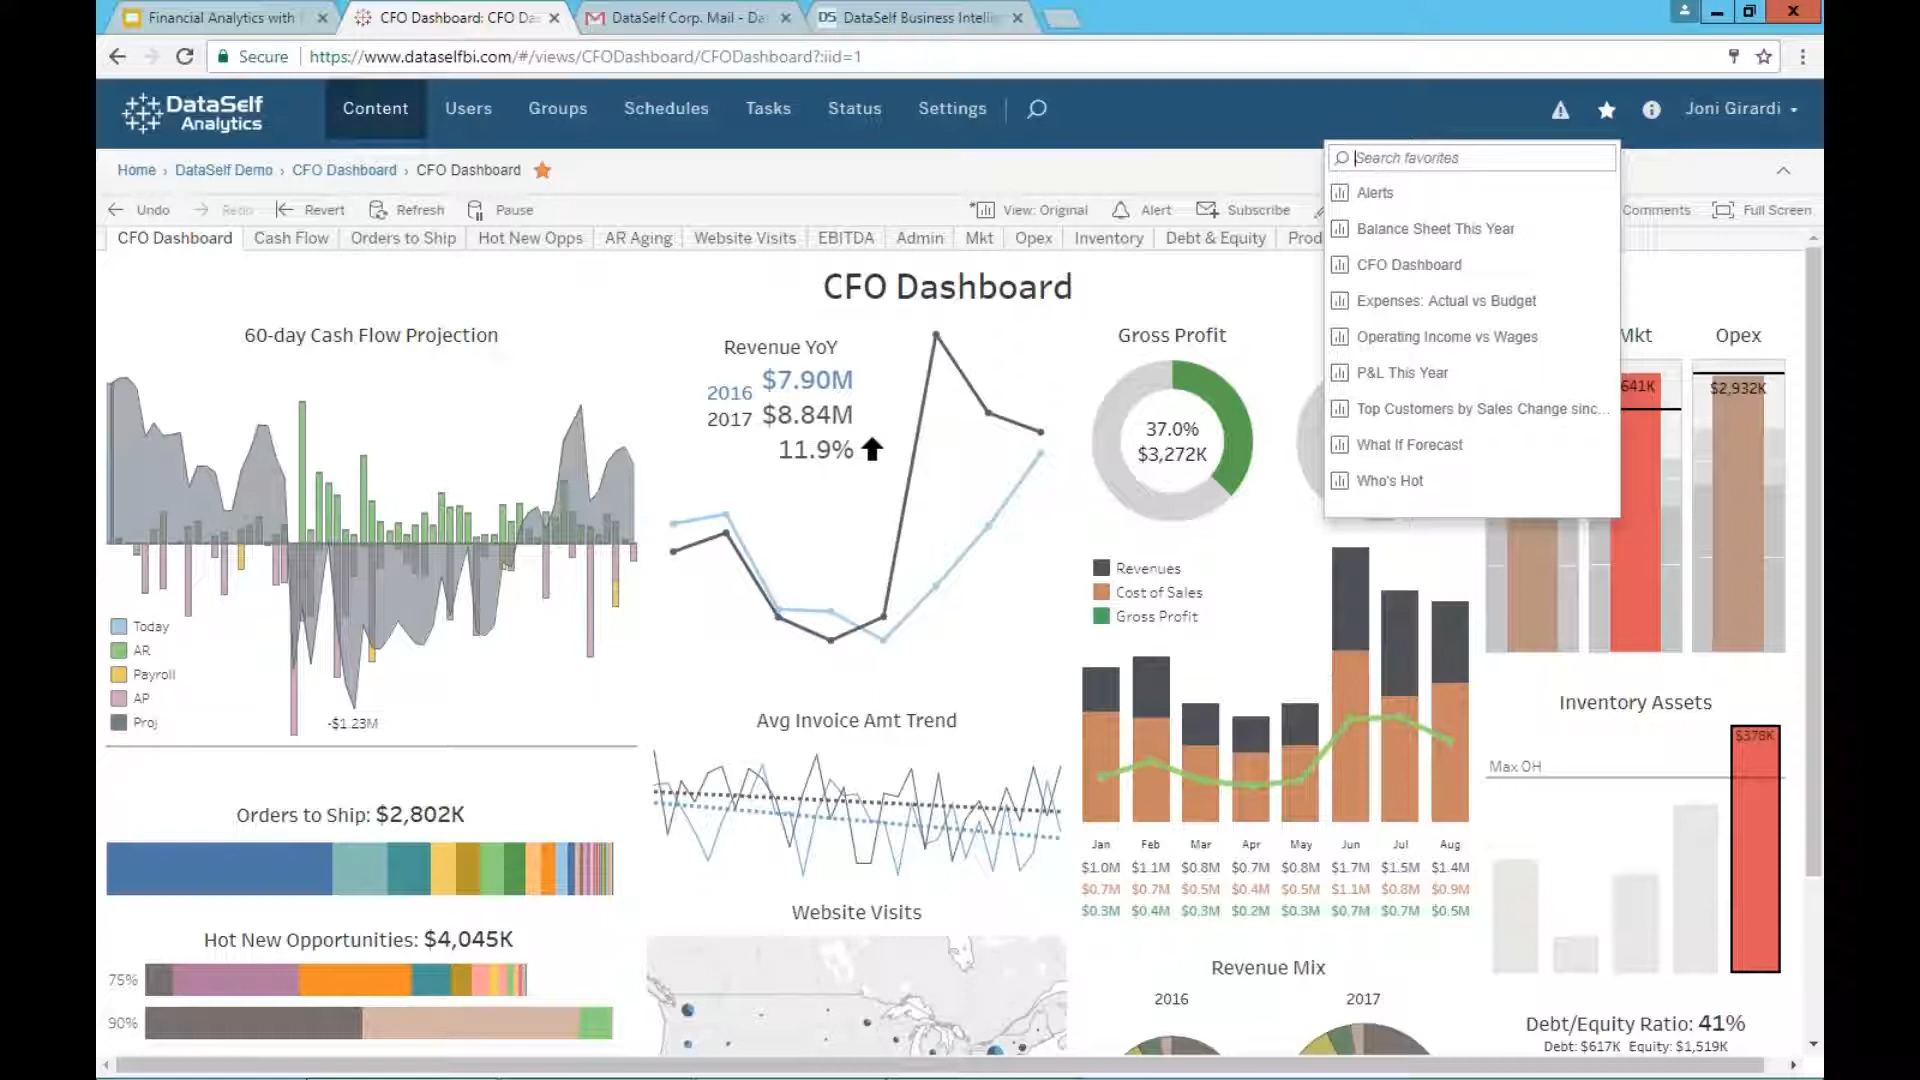 Financial Analytics with
CFO Dashboard: CFO Da
DataSelf Corp. Mail - Da
DS DataSelf Business Intelli
Secure
https://www.dataselfbi.com/#/views/CFODashboard/CFODashboard?:iid=1
DataSelf
Analytics
Content Users Groups Schedules Tasks Status Settings
Joni Girardi
Home › DataSelf Demo › CFO Dashboard › CFO Dashboard
Undo Redo Revert Refresh Pause
View: Original Alert Subscribe
Comments Full Screen
CFO Dashboard Cash Flow Orders to Ship Hot New Opps AR Aging Website Visits EBITDA Admin Mkt Opex Inventory Debt & Equity Prod
Search favorites
Alerts
Balance Sheet This Year
CFO Dashboard
Expenses: Actual vs Budget
Operating Income vs Wages
P&L This Year
Top Customers by Sales Change sinc...
What If Forecast
Who's Hot
CFO Dashboard
60-day Cash Flow Projection
Today
AR
Payroll
AP
Proj
-$1.23M
Orders to Ship: $2,802K
Hot New Opportunities: $4,045K
75%
90%
Revenue YoY
2016 $7.90M
2017 $8.84M
11.9%
Avg Invoice Amt Trend
Website Visits
Gross Profit
37.0%
$3,272K
Revenues
Cost of Sales
Gross Profit
Jan Feb Mar Apr May Jun Jul Aug
$1.0M $1.1M $0.8M $0.7M $0.8M $1.7M $1.5M $1.4M
$0.7M $0.7M $0.5M $0.4M $0.5M $1.1M $0.8M $0.9M
$0.3M $0.4M $0.3M $0.2M $0.3M $0.7M $0.7M $0.5M
Revenue Mix
2016 2017
Mkt Opex
641K $2,932K
Inventory Assets
$378K
Max OH
Debt/Equity Ratio: 41%
Debt: $617K Equity: $1,519K